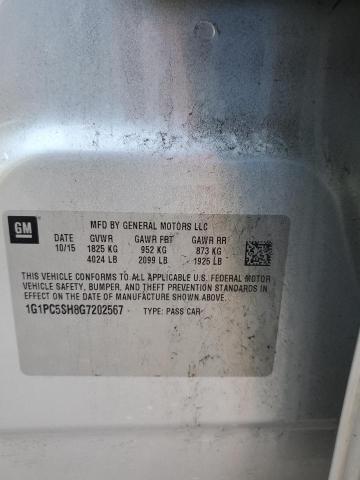 GM
MFD BY GENERAL MOTORS LLC
DATE GVWR GAWR FRT GAWR RR
10/15 1825 KG 952 KG 873 KG
4024 LB 2099 LB 1925 LB
THIS VEHICLE CONFORMS TO ALL APPLICABLE U.S. FEDERAL MOTOR
VEHICLE SAFETY, BUMPER, AND THEFT PREVENTION STANDARDS IN
EFFECT ON THE DATE OF MANUFACTURE SHOWN ABOVE.
1G1PC5SH8G7202567 TYPE: PASS CAR